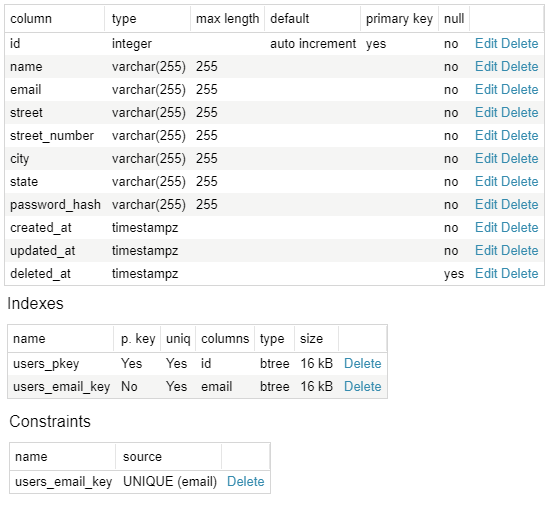 column type max length default primary key null
id integer auto increment yes no Edit Delete
name varchar(255) 255 no Edit Delete
email varchar(255) 255 no Edit Delete
street varchar(255) 255 no Edit Delete
street_number varchar(255) 255 no Edit Delete
city varchar(255) 255 no Edit Delete
state varchar(255) 255 no Edit Delete
password_hash varchar(255) 255 no Edit Delete
created_at timestampz no Edit Delete
updated_at timestampz no Edit Delete
deleted_at timestampz yes Edit Delete
Indexes
name p. key uniq columns type size
users_pkey Yes Yes id btree 16 kB Delete
users_email_key No Yes email btree 16 kB Delete
Constraints
name source
users_email_key UNIQUE (email) Delete